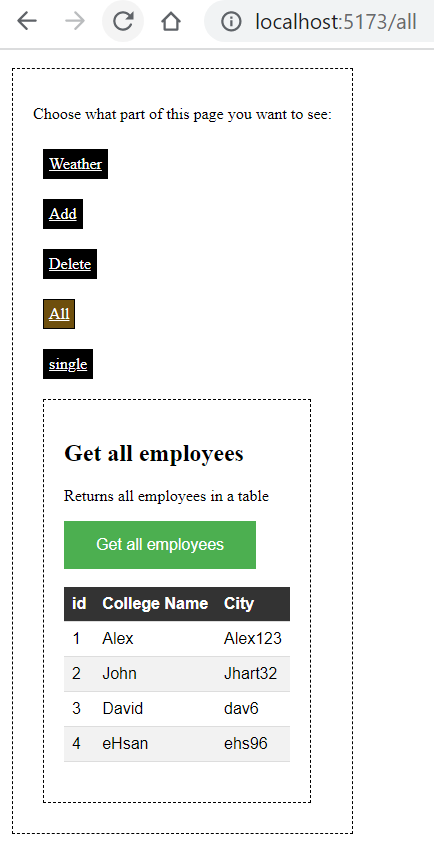 localhost:5173/all
Choose what part of this page you want to see:
Weather
Add
Delete
All
single
Get all employees
Returns all employees in a table
Get all employees
id College Name City
1 Alex Alex123
2 John Jhart32
3 David dav6
4 eHsan ehs96